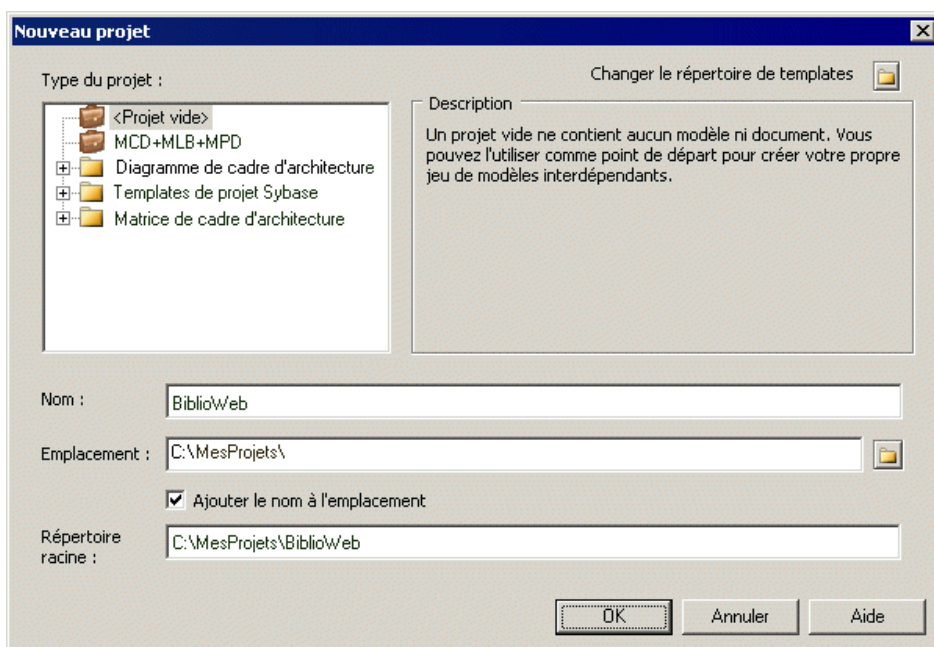 Nouveau projet
Type du projet :
Changer le répertoire de templates
<Projet vide>
MCD+MLB+MPD
Diagramme de cadre d'architecture
Templates de projet Sybase
Matrice de cadre d'architecture
Description
Un projet vide ne contient aucun modèle ni document. Vous
pouvez l'utiliser comme point de départ pour créer votre propre
jeu de modèles interdépendants.
Nom :
BiblioWeb
Emplacement :
C:\MesProjets\
Ajouter le nom à l'emplacement
Répertoire
racine :
C:\MesProjets\BiblioWeb
OK
Annuler
Aide